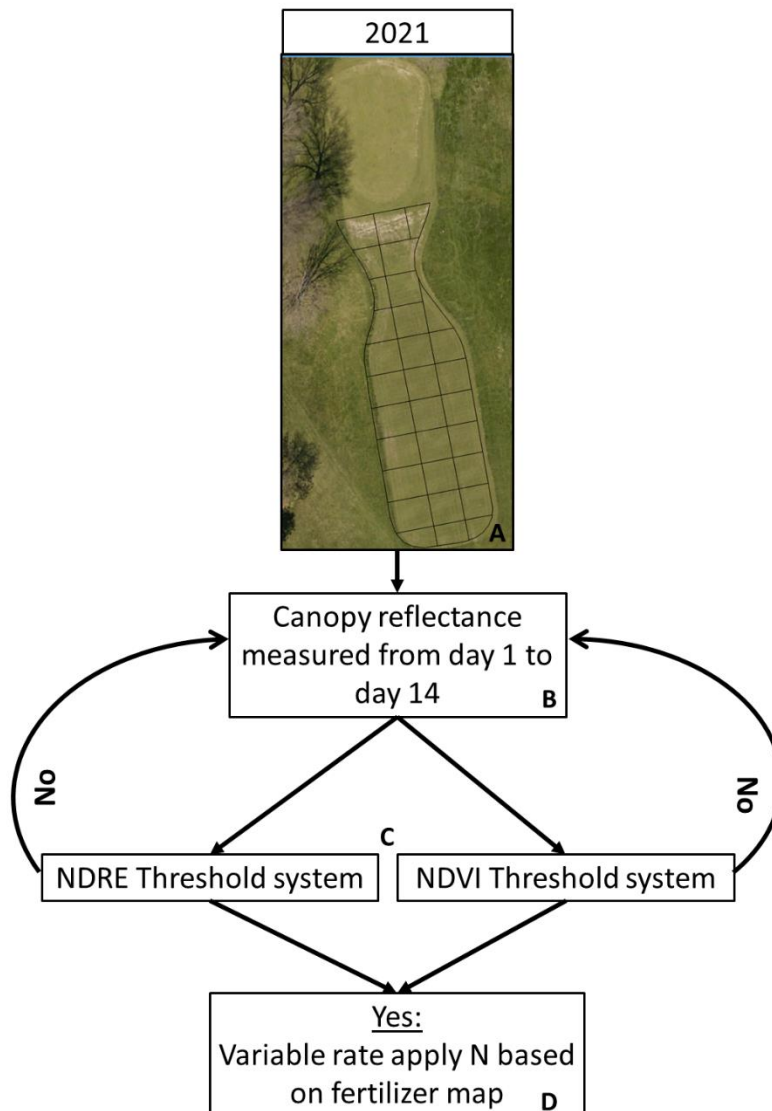 2021
A
Canopy reflectance
measured from day 1 to
day 14
B
No
No
C
NDRE Threshold system
NDVI Threshold system
Yes:
Variable rate apply N based
on fertilizer map
D